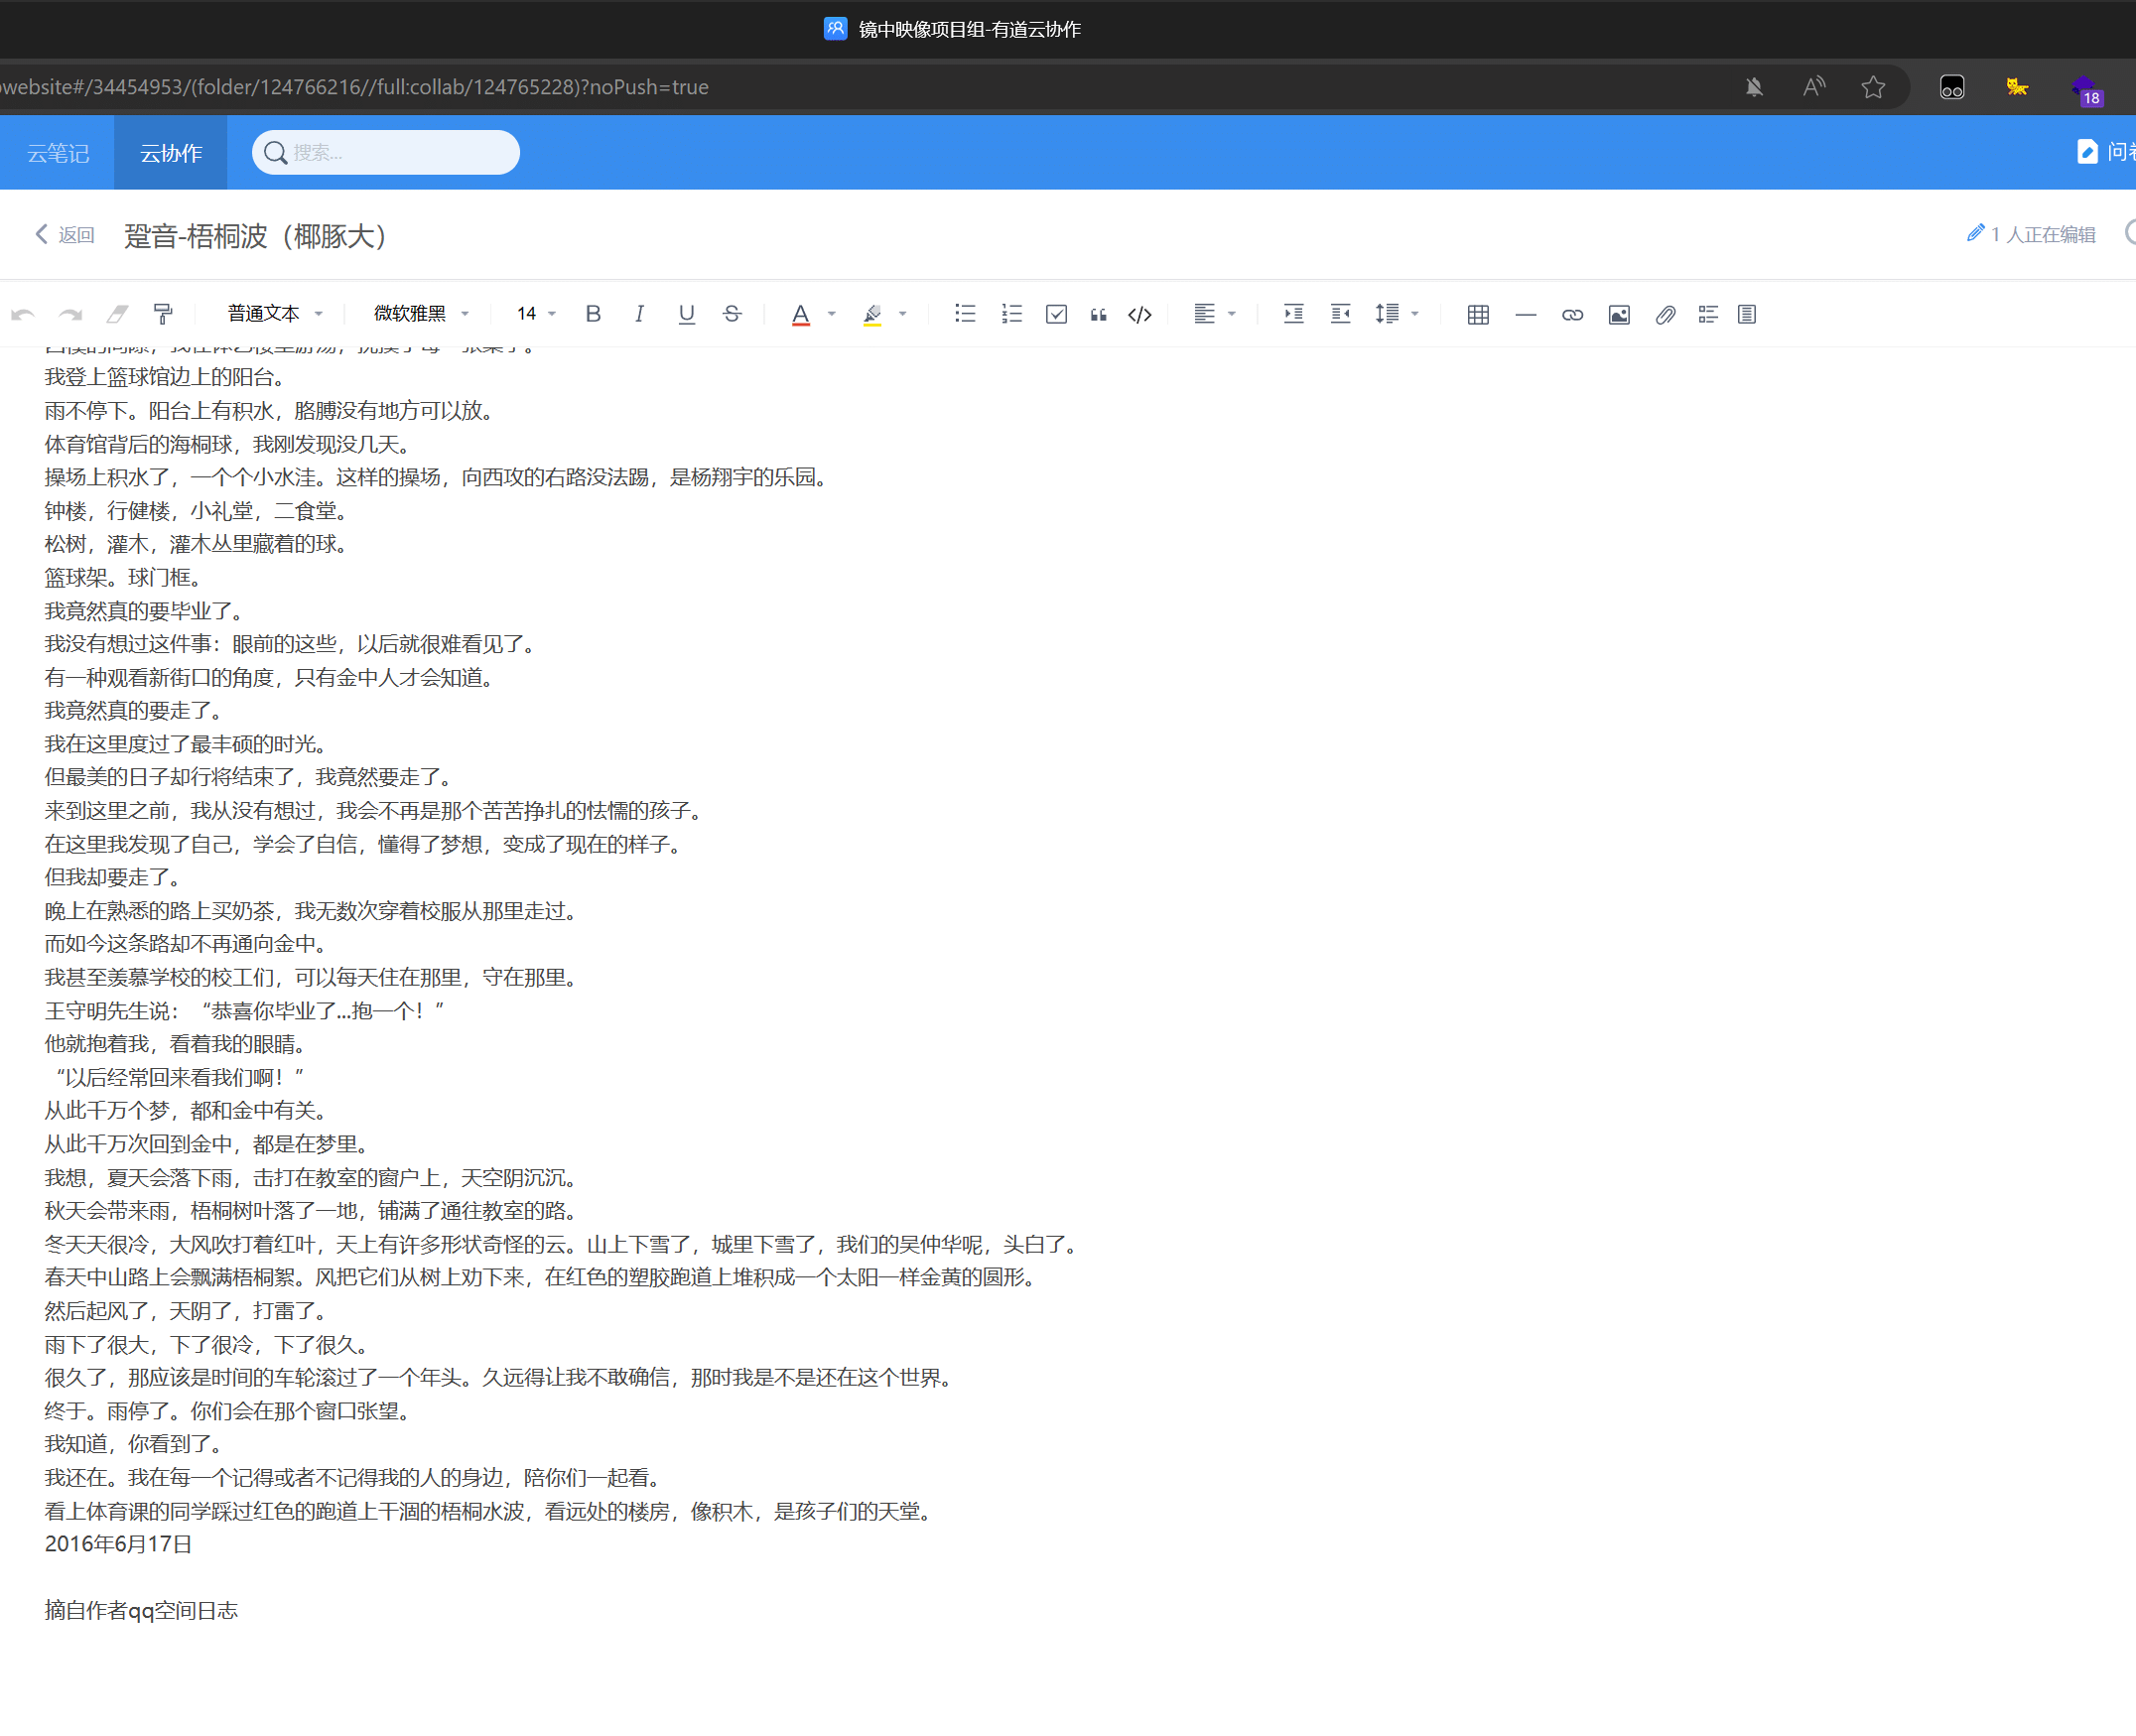 镜中映像项目组-有道云协作
website#/34454953/(folder/124766216//full:collab/124765228)?noPush=true
18
云笔记 云协作 搜索...
返回 跫音-梧桐波（椰豚大） 1 人正在编辑
普通文本 微软雅黑 14 B I U S A
我登上篮球馆边上的阳台。
雨不停下。阳台上有积水，胳膊没有地方可以放。
体育馆背后的海桐球，我刚发现没几天。
操场上积水了，一个个小水洼。这样的操场，向西攻的右路没法踢，是杨翔宇的乐园。
钟楼，行健楼，小礼堂，二食堂。
松树，灌木，灌木丛里藏着的球。
篮球架。球门框。
我竟然真的要毕业了。
我没有想过这件事：眼前的这些，以后就很难看见了。
有一种观看新街口的角度，只有金中人才会知道。
我竟然真的要走了。
我在这里度过了最丰硕的时光。
但最美的日子却行将结束了，我竟然要走了。
来到这里之前，我从没有想过，我会不再是那个苦苦挣扎的怯懦的孩子。
在这里我发现了自己，学会了自信，懂得了梦想，变成了现在的样子。
但我却要走了。
晚上在熟悉的路上买奶茶，我无数次穿着校服从那里走过。
而如今这条路却不再通向金中。
我甚至羡慕学校的校工们，可以每天住在那里，守在那里。
王守明先生说：“恭喜你毕业了...抱一个！”
他就抱着我，看着我的眼睛。
“以后经常回来看我们啊！”
从此千万个梦，都和金中有关。
从此千万次回到金中，都是在梦里。
我想，夏天会落下雨，击打在教室的窗户上，天空阴沉沉。
秋天会带来雨，梧桐树叶落了一地，铺满了通往教室的路。
冬天天很冷，大风吹打着红叶，天上有许多形状奇怪的云。山上下雪了，城里下雪了，我们的吴仲华呢，头白了。
春天中山路上会飘满梧桐絮。风把它们从树上劝下来，在红色的塑胶跑道上堆积成一个太阳一样金黄的圆形。
然后起风了，天阴了，打雷了。
雨下了很大，下了很冷，下了很久。
很久了，那应该是时间的车轮滚过了一个年头。久远得让我不敢确信，那时我是不是还在这个世界。
终于。雨停了。你们会在那个窗口张望。
我知道，你看到了。
我还在。我在每一个记得或者不记得我的人的身边，陪你们一起看。
看上体育课的同学踩过红色的跑道上干涸的梧桐水波，看远处的楼房，像积木，是孩子们的天堂。
2016年6月17日
摘自作者qq空间日志